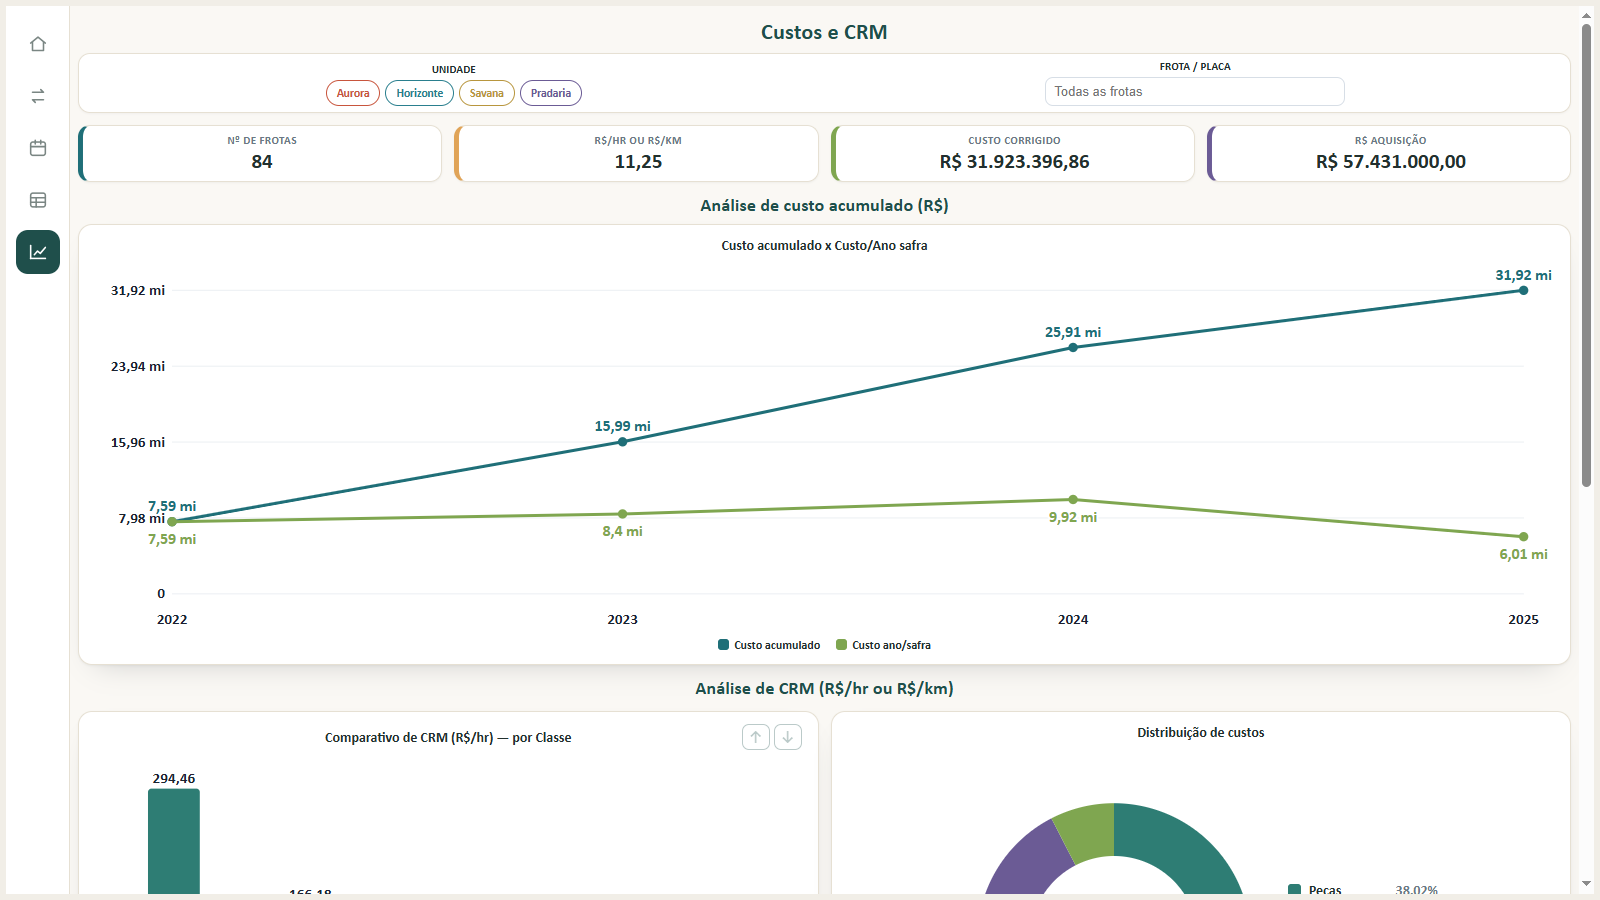 Custos e CRM
UNIDADE
Aurora Horizonte Savana Pradaria
FROTA / PLACA
Todas as frotas
Nº DE FROTAS
84
R$/HR OU R$/KM
11,25
CUSTO CORRIGIDO
R$ 31.923.396,86
R$ AQUISIÇÃO
R$ 57.431.000,00
Análise de custo acumulado (R$)
Custo acumulado x Custo/Ano safra
31,92 mi
23,94 mi
15,96 mi
7,98 mi
0
7,59 mi
15,99 mi
25,91 mi
31,92 mi
7,59 mi
8,4 mi
9,92 mi
6,01 mi
2022 2023 2024 2025
Custo acumulado Custo ano/safra
Análise de CRM (R$/hr ou R$/km)
Comparativo de CRM (R$/hr) — por Classe
294,46
166,18
Distribuição de custos
Peças 38,02%